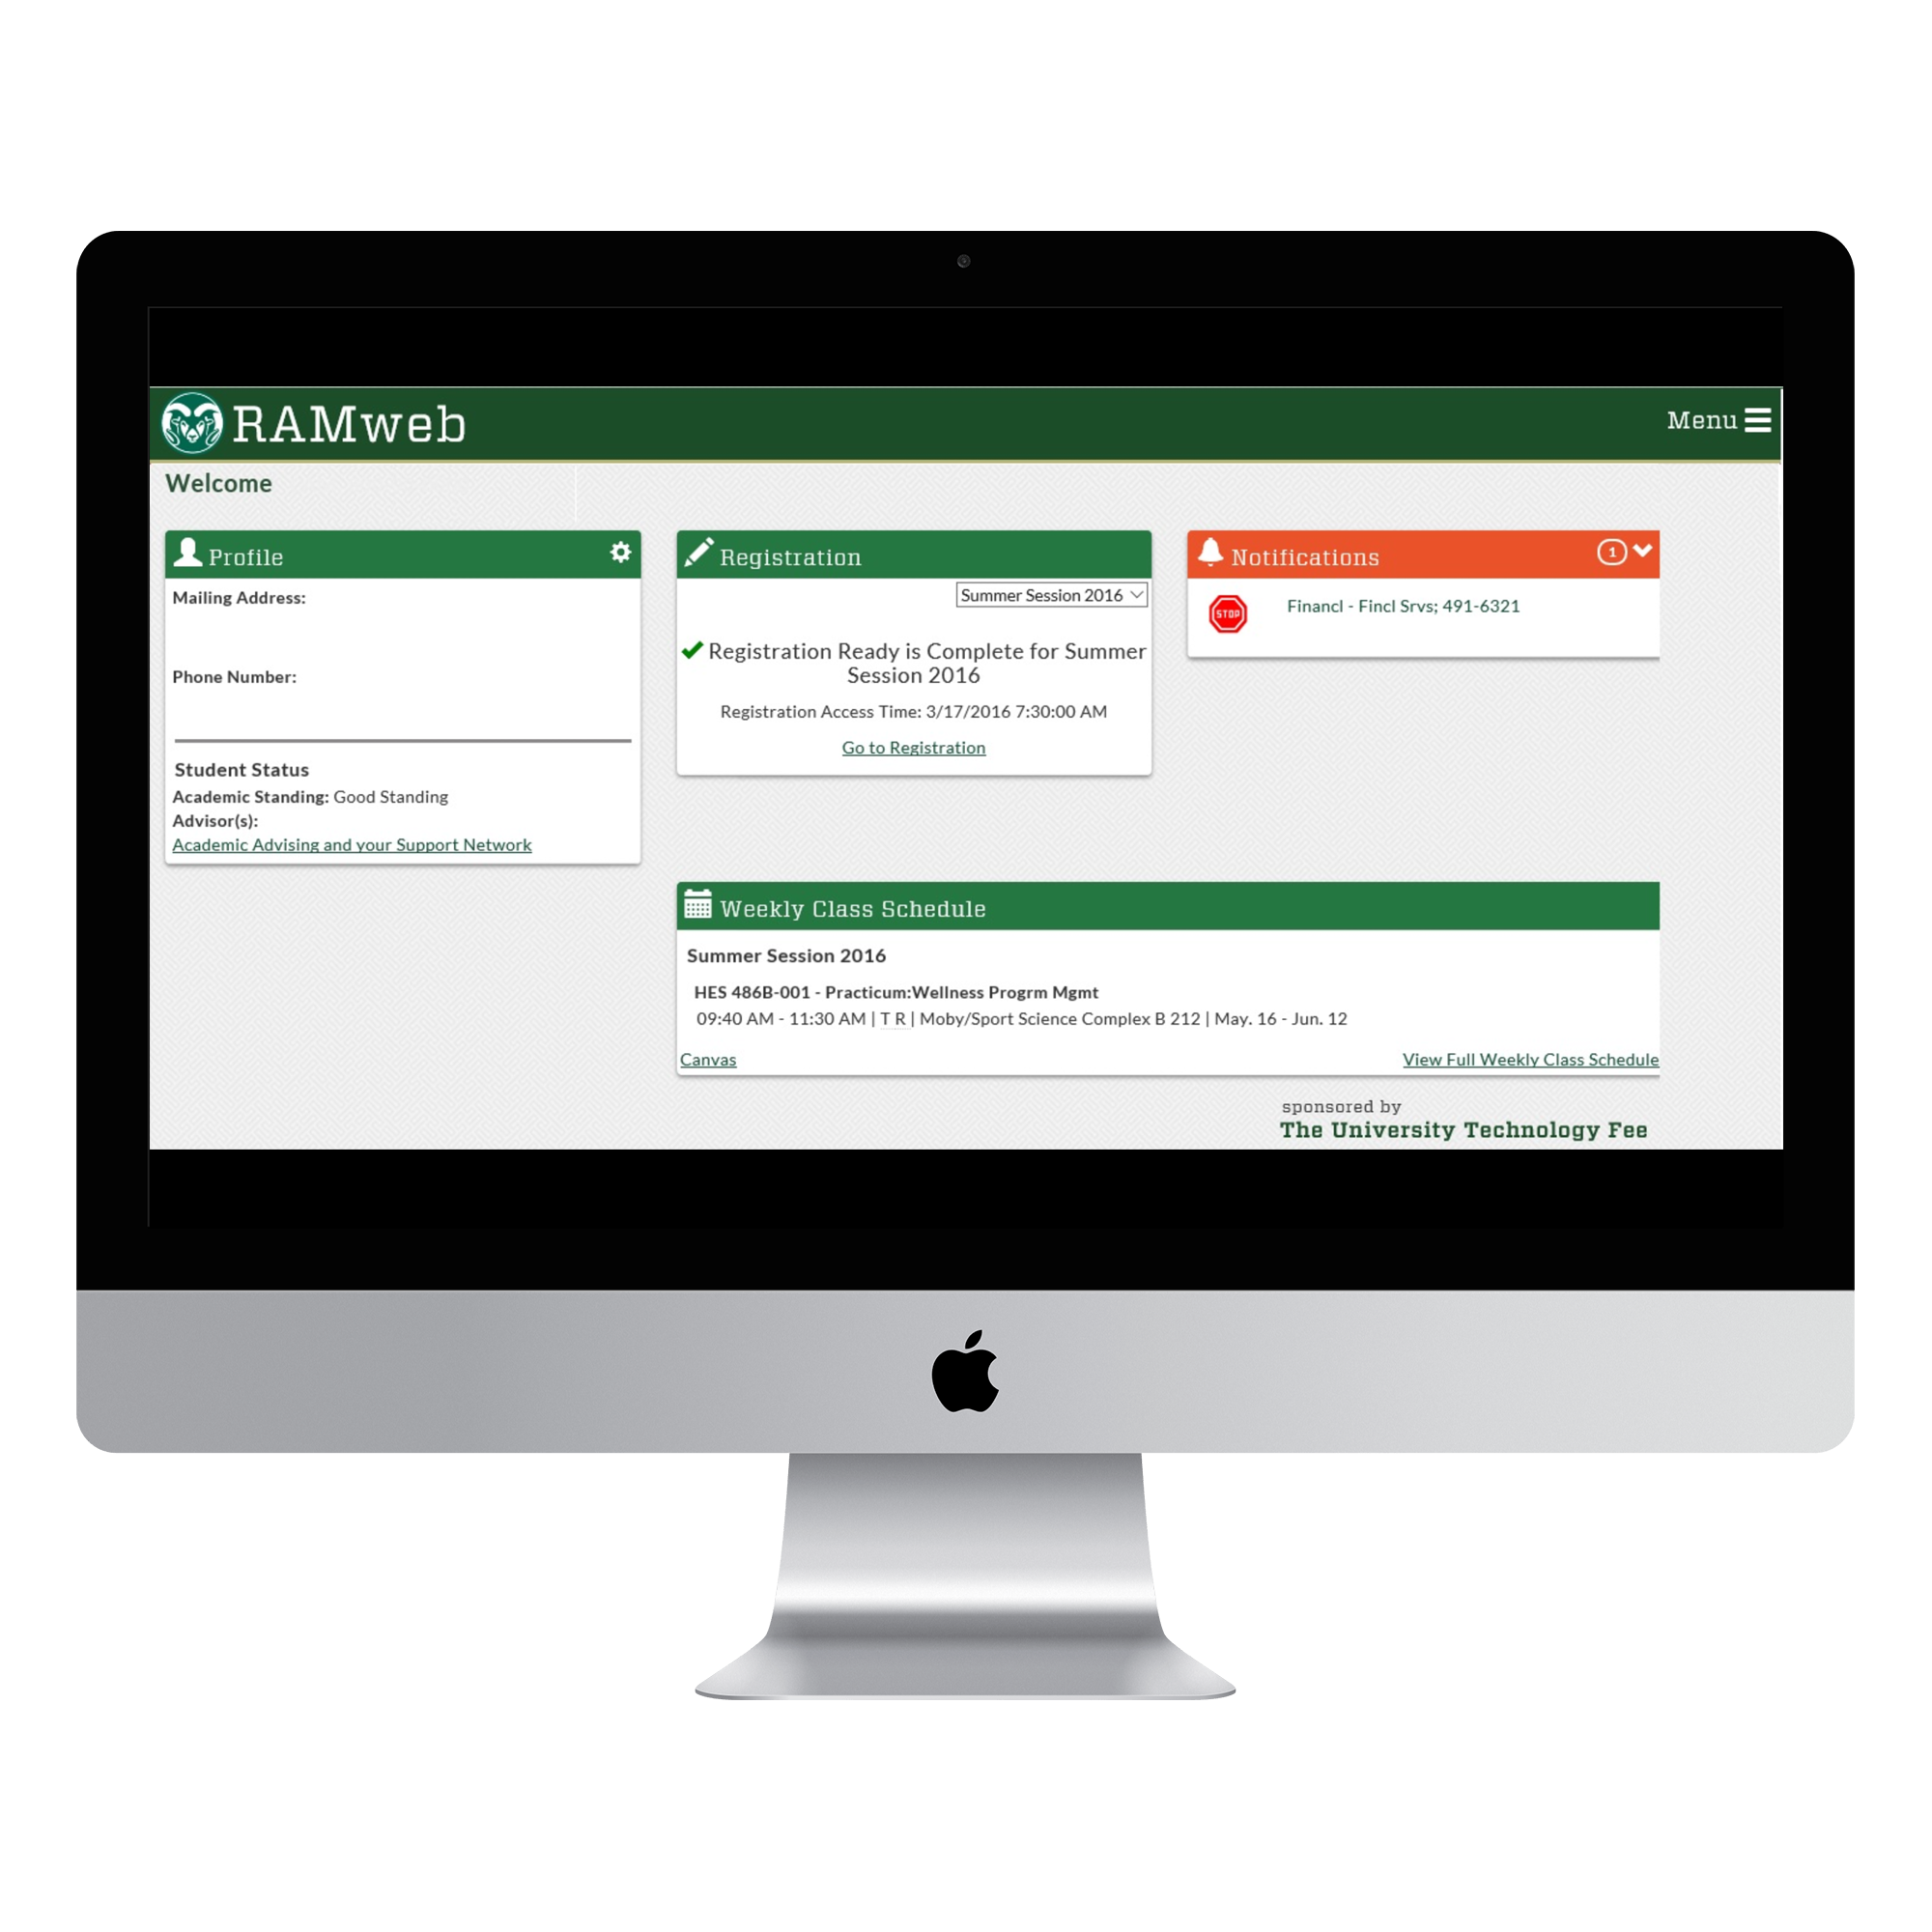 RAMweb
Menu
Welcome
Profile
Mailing Address:
Phone Number:
Student Status
Academic Standing: Good Standing
Advisor(s):
Academic Advising and your Support Network
Registration
Summer Session 2016
Registration Ready is Complete for Summer
Session 2016
Registration Access Time: 3/17/2016 7:30:00 AM
Go to Registration
Notifications
1
STOP
Financl - Fincl Srvs; 491-6321
Weekly Class Schedule
Summer Session 2016
HES 486B-001 - Practicum:Wellness Progrm Mgmt
09:40 AM - 11:30 AM | T R | Moby/Sport Science Complex B 212 | May. 16 - Jun. 12
Canvas
View Full Weekly Class Schedule
sponsored by
The University Technology Fee